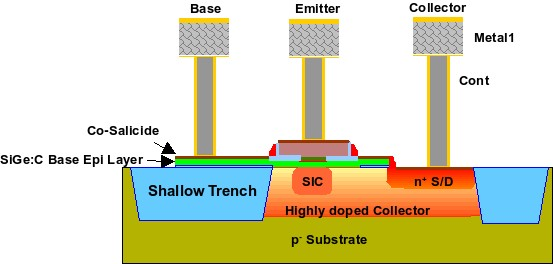 Base
Emitter
Collector
Metal1
Cont
Co-Salicide
SiGe:C Base Epi Layer
SIC
n⁺ S/D
Shallow Trench
Highly doped Collector
p⁻ Substrate